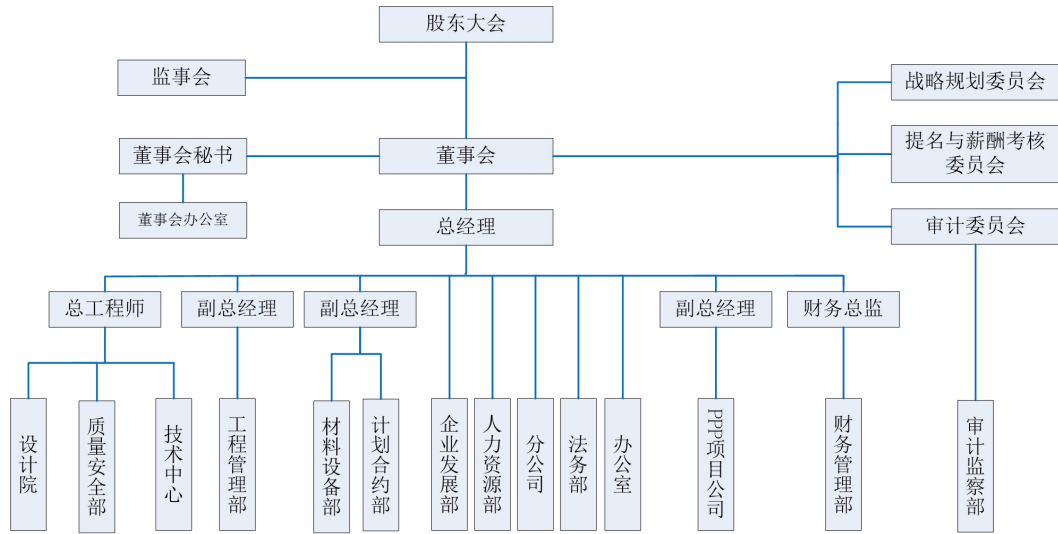 股东大会
监事会
战略规划委员会
董事会秘书
董事会
提名与薪酬考核
委员会
董事会办公室
总经理
审计委员会
总工程师
副总经理
副总经理
副总经理
财务总监
设计院
质量安全部
技术中心
工程管理部
材料设备部
计划合约部
企业发展部
人力资源部
分公司
法务部
办公室
PPP项目公司
财务管理部
审计监察部